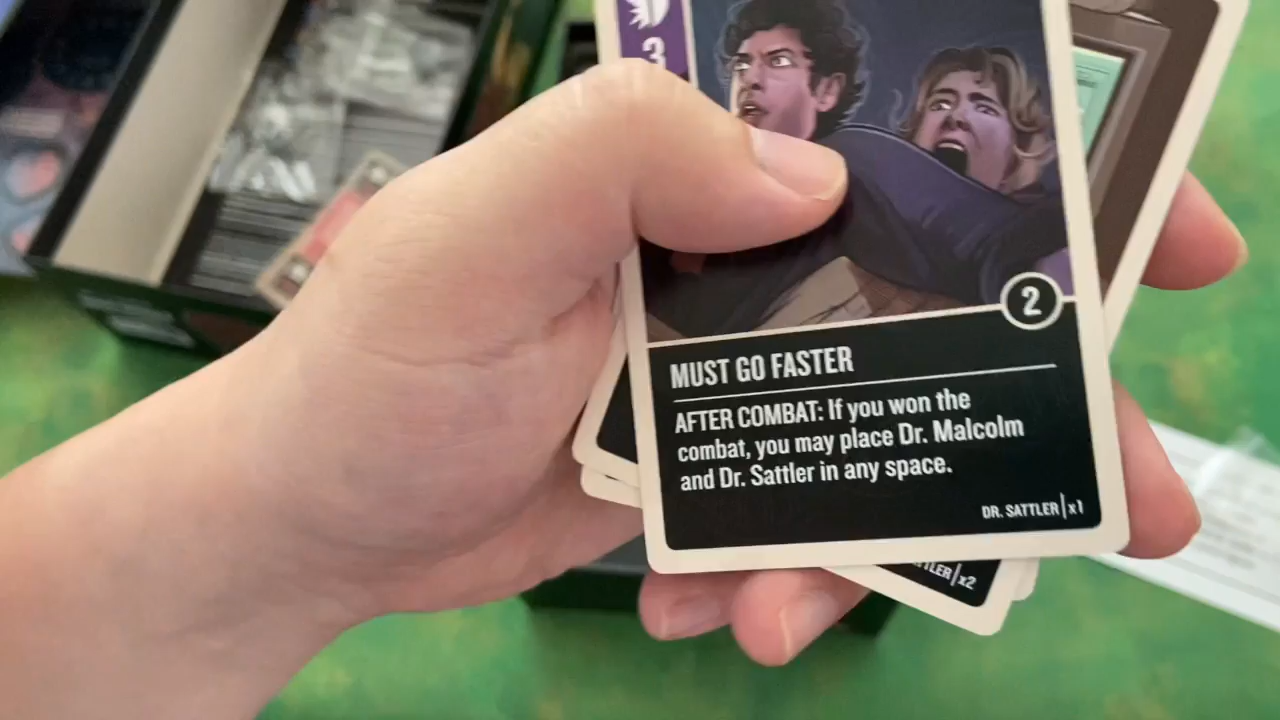 3
2
MUST GO FASTER
AFTER COMBAT: If you won the
combat, you may place Dr. Malcolm
and Dr. Sattler in any space.
DR. SATTLER | x1
TLER | x2